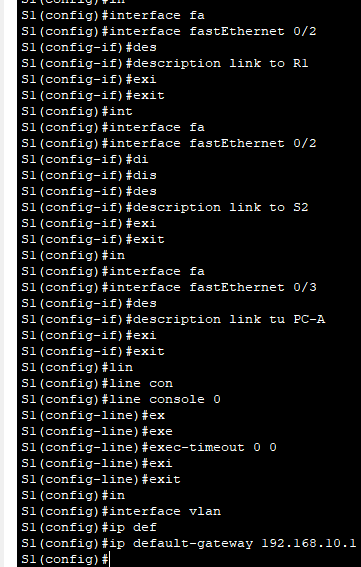 S1(config)#in
S1(config)#interface fa
S1(config)#interface fastEthernet 0/2
S1(config-if)#des
S1(config-if)#description link to R1
S1(config-if)#exi
S1(config-if)#exit
S1(config)#int
S1(config)#interface fa
S1(config)#interface fastEthernet 0/2
S1(config-if)#di
S1(config-if)#dis
S1(config-if)#des
S1(config-if)#description link to S2
S1(config-if)#exi
S1(config-if)#exit
S1(config)#in
S1(config)#interface fa
S1(config)#interface fastEthernet 0/3
S1(config-if)#des
S1(config-if)#description link tu PC-A
S1(config-if)#exi
S1(config-if)#exit
S1(config)#lin
S1(config)#line con
S1(config)#line console 0
S1(config-line)#ex
S1(config-line)#exe
S1(config-line)#exec-timeout 0 0
S1(config-line)#exi
S1(config-line)#exit
S1(config)#in
S1(config)#interface vlan
S1(config)#ip def
S1(config)#ip default-gateway 192.168.10.1
S1(config)#